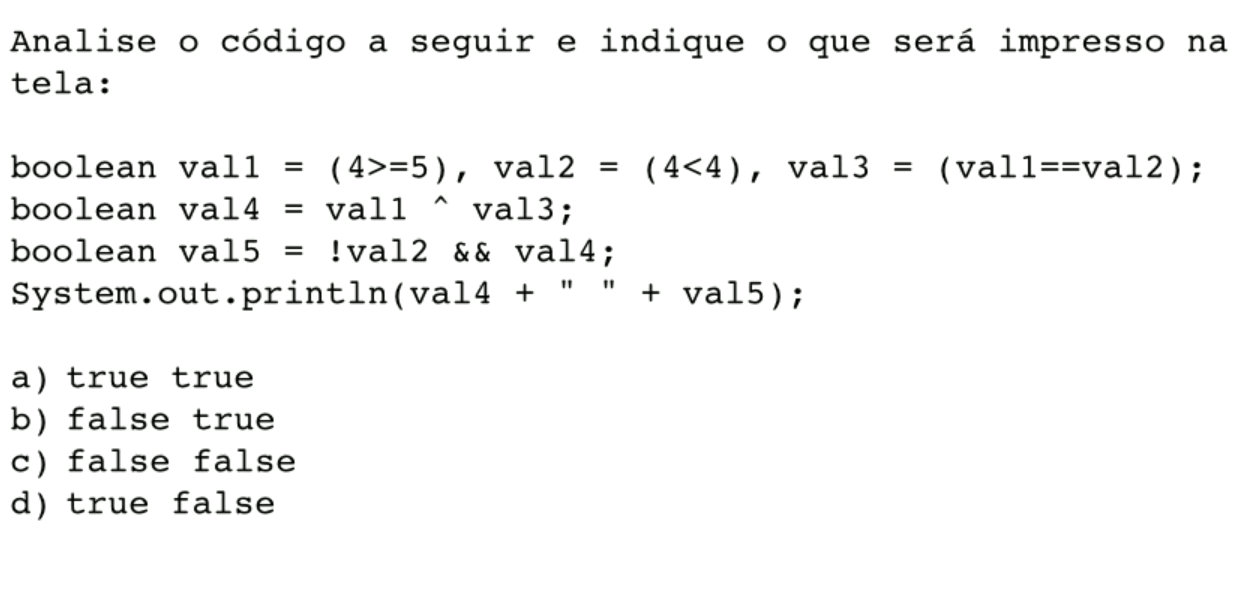 Analise o código a seguir e indique o que será impresso na
tela:
boolean val1 = (4>=5), val2 = (4<4), val3 = (val1==val2);
boolean val4 = val1 ^ val3;
boolean val5 = !val2 && val4;
System.out.println(val4 + " " + val5);
a) true true
b) false true
c) false false
d) true false